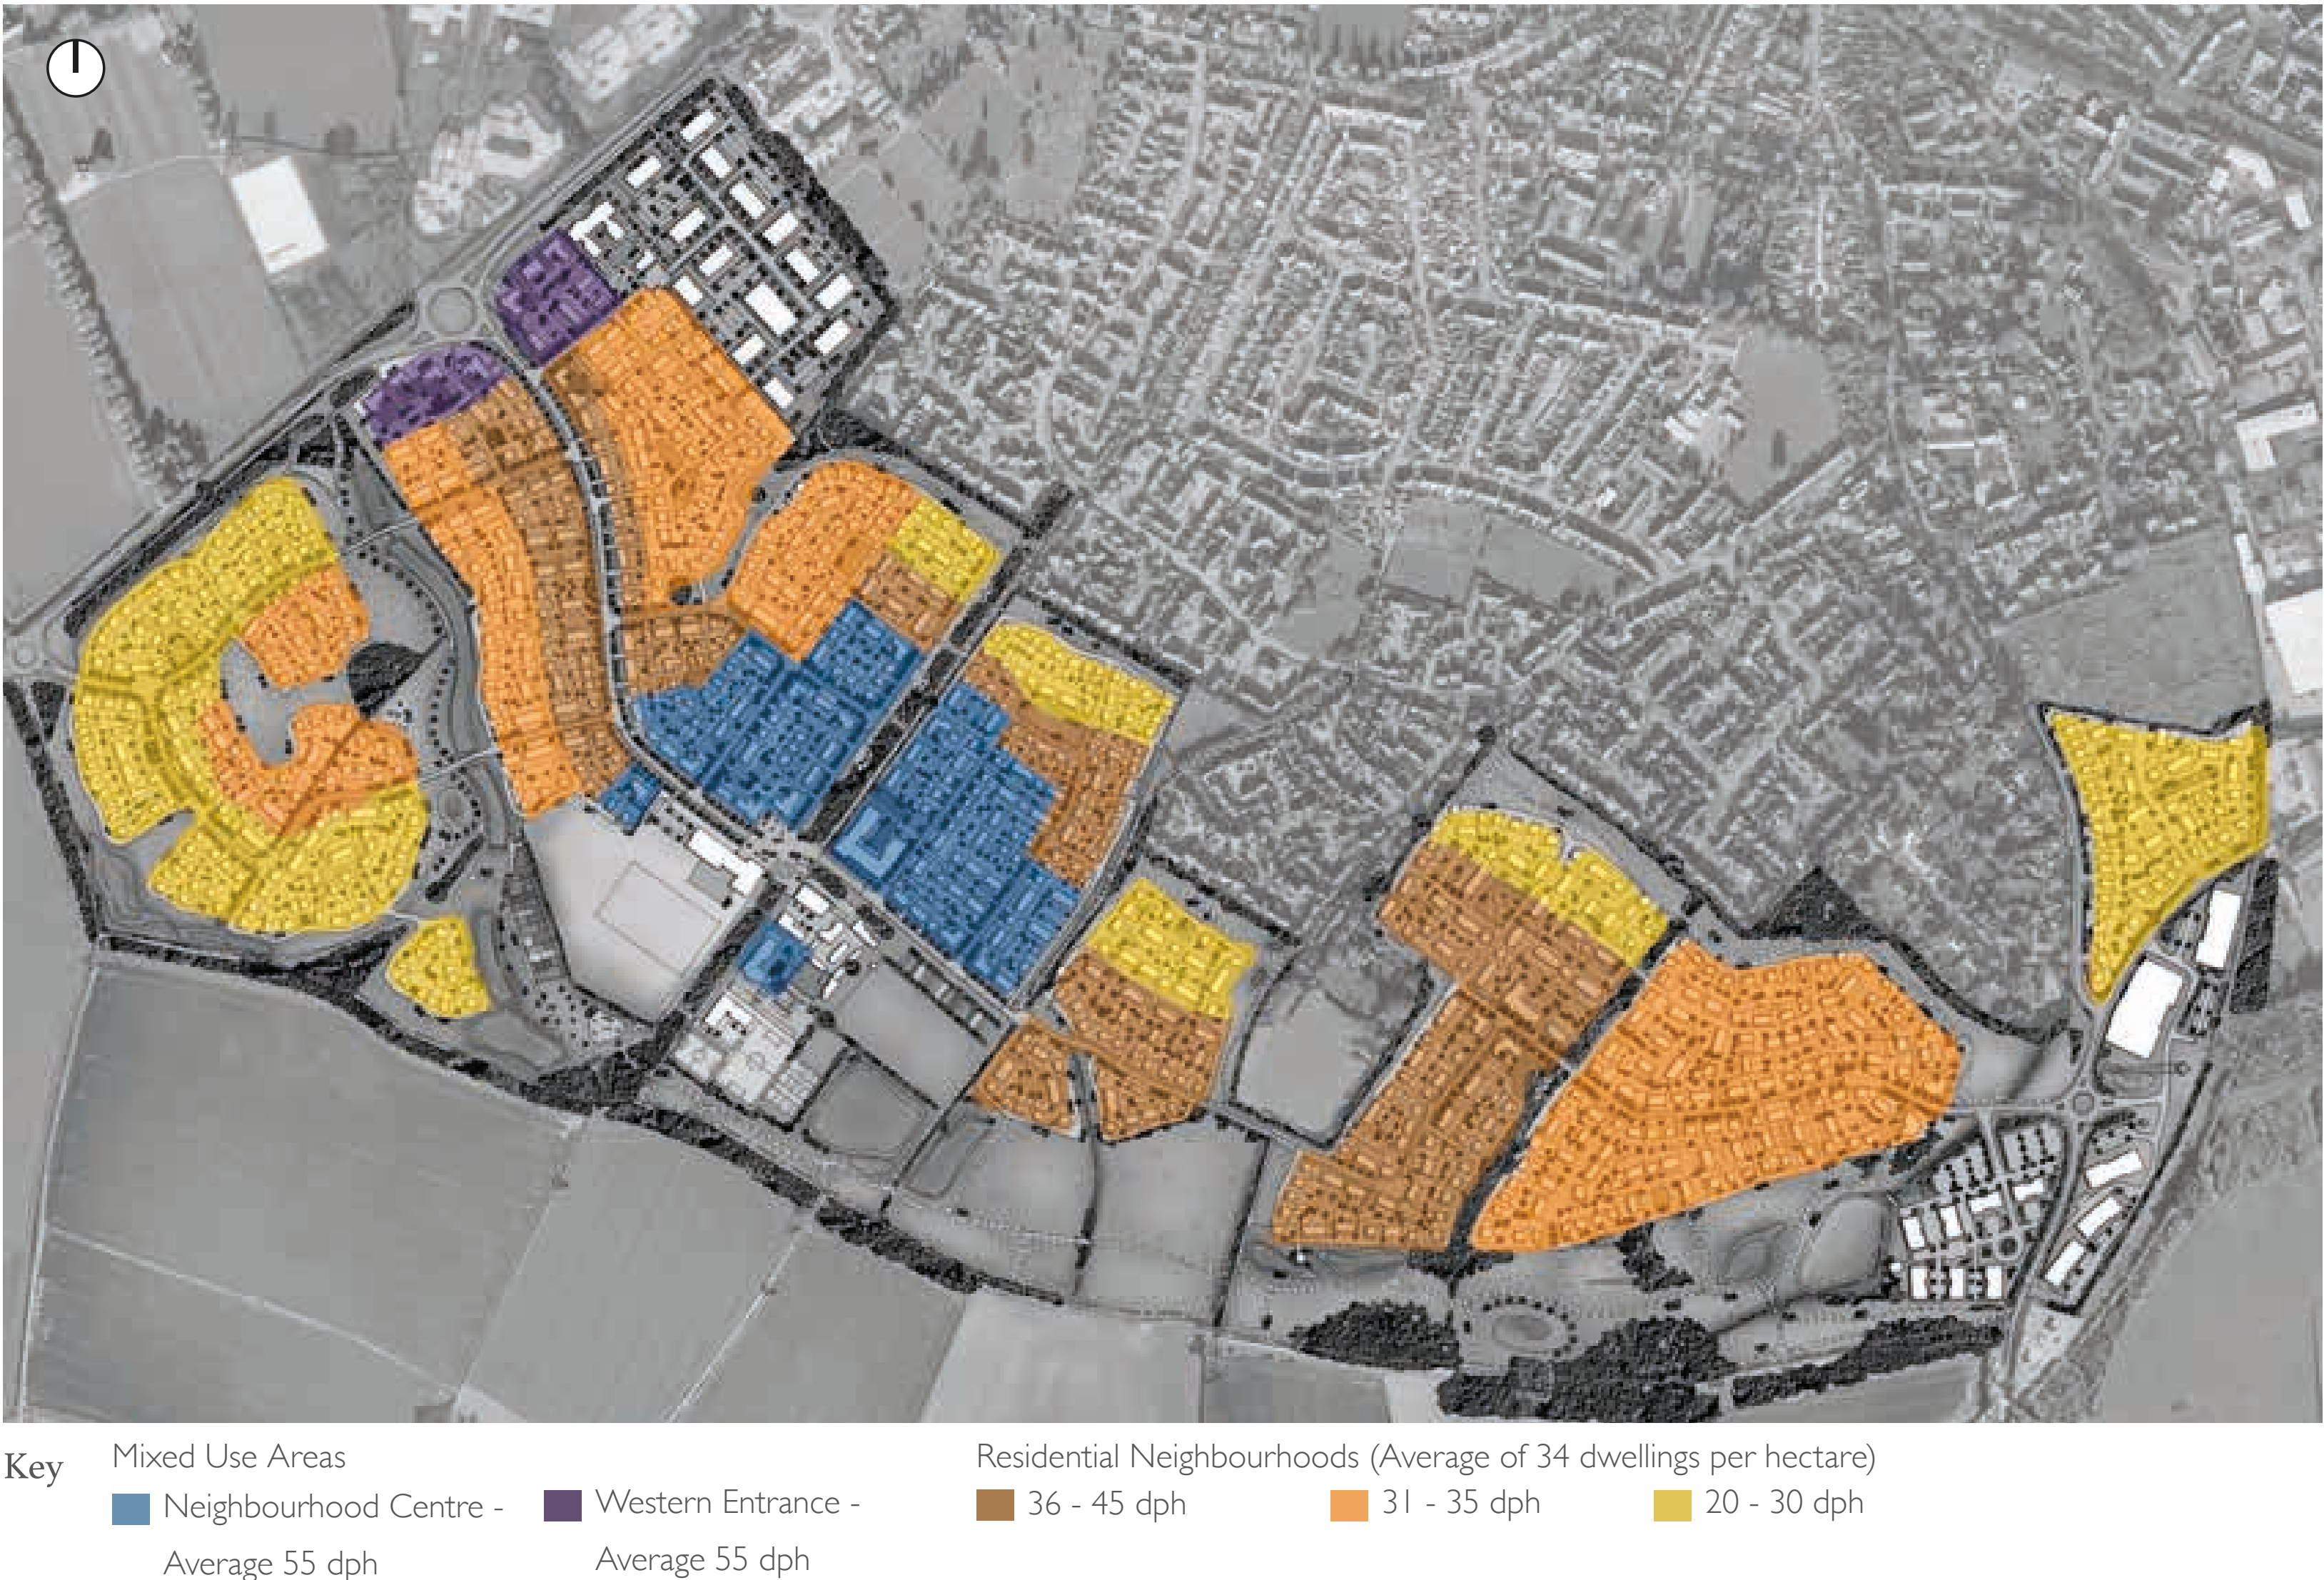 Key
Mixed Use Areas
Neighbourhood Centre -
Average 55 dph
Western Entrance -
Average 55 dph
Residential Neighbourhoods (Average of 34 dwellings per hectare)
36 - 45 dph
31 - 35 dph
20 - 30 dph